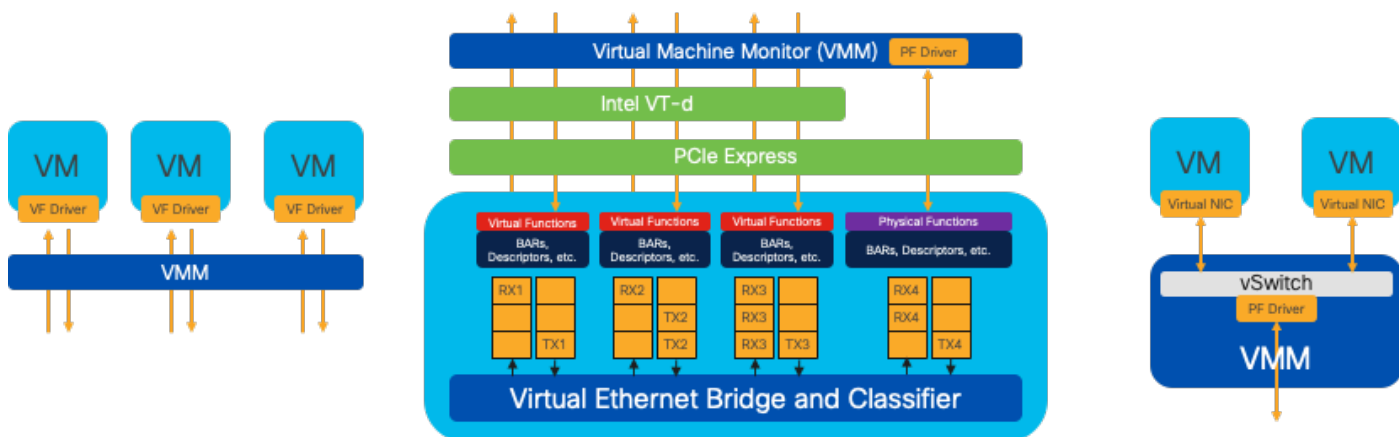 VM
VF Driver
VM
VF Driver
VM
VF Driver
VMM
Virtual Machine Monitor (VMM)
PF Driver
Intel VT-d
PCIe Express
Virtual Functions
BARs,
Descriptors, etc.
Virtual Functions
BARs,
Descriptors, etc.
Virtual Functions
BARs,
Descriptors, etc.
Physical Functions
BARs, Descriptors, etc.
RX1
TX1
RX2
TX2
TX2
RX3
RX3
RX3
TX3
RX4
RX4
TX4
Virtual Ethernet Bridge and Classifier
VM
Virtual NIC
VM
Virtual NIC
vSwitch
PF Driver
VMM